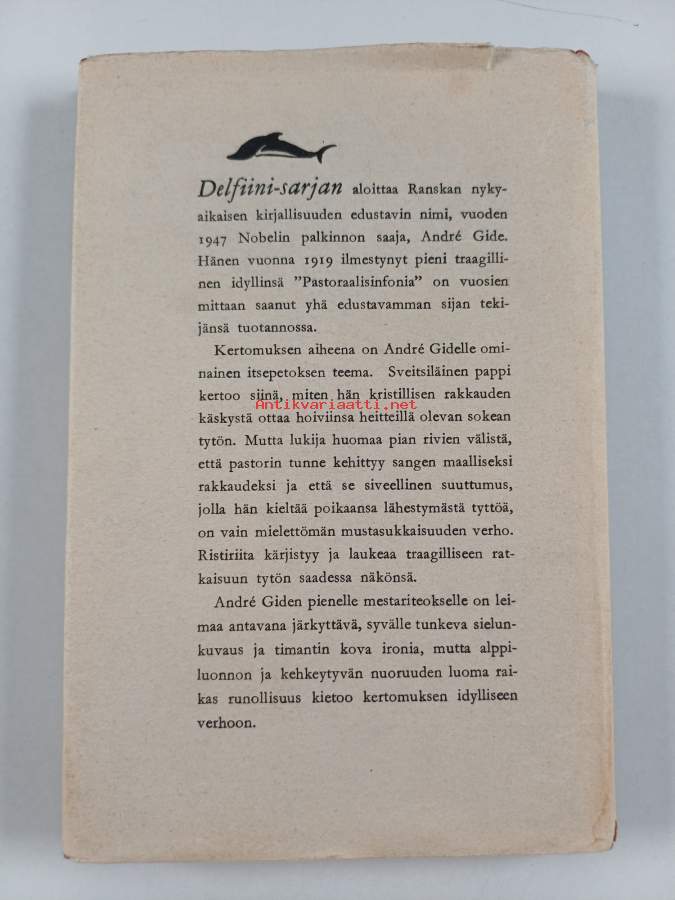 Delfiini-sarjan aloittaa Ranskan nyky-
aikaisen kirjallisuuden edustavin nimi, vuoden
1947 Nobelin palkinnon saaja, André Gide.
Hänen vuonna 1919 ilmestynyt pieni traagilli-
nen idyllinsä ”Pastoraalisinfonia” on vuosien
mittaan saanut yhä edustavamman sijan teki-
jänsä tuotannossa.
Kertomuksen aiheena on André Gidelle omi-
nainen itsepetoksen teema. Sveitsiläinen pappi
kertoo siinä, miten hän kristillisen rakkauden
Antikvariaatti.net
käskystä ottaa hoiviinsa heitteillä olevan sokean
tytön. Mutta lukija huomaa pian rivien välistä,
että pastorin tunne kehittyy sangen maalliseksi
rakkaudeksi ja että se siveellinen suuttumus,
jolla hän kieltää poikaansa lähestymästä tyttöä,
on vain mielettömän mustasukkaisuuden verho.
Ristiriita kärjistyy ja laukeaa traagilliseen rat-
kaisuun tytön saadessa näkönsä.
André Giden pienelle mestariteokselle on lei-
maa antavana järkyttävä, syvälle tunkeva sielun-
kuvaus ja timantin kova ironia, mutta alppi-
luonnon ja kehkeytyvän nuoruuden luoma rai-
kas runollisuus kietoo kertomuksen idylliseen
verhoon.